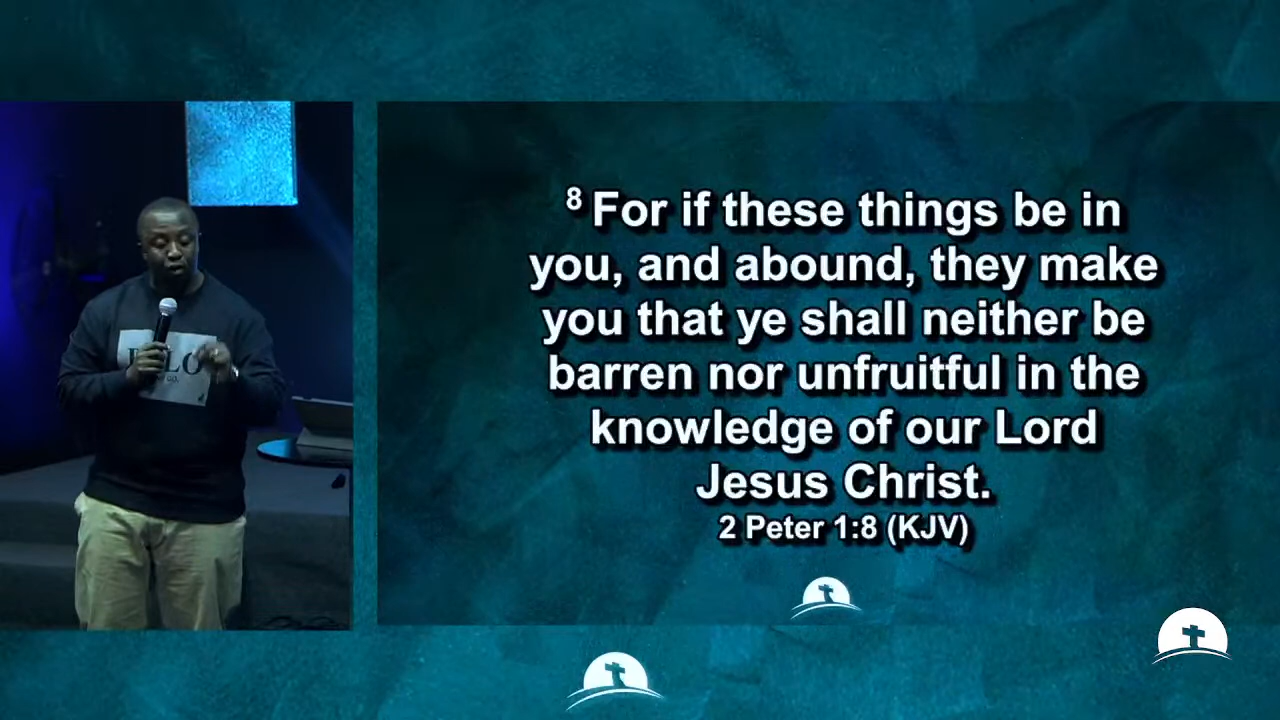 8 For if these things be in
you, and abound, they make
you that ye shall neither be
barren nor unfruitful in the
knowledge of our Lord
Jesus Christ.
2 Peter 1:8 (KJV)